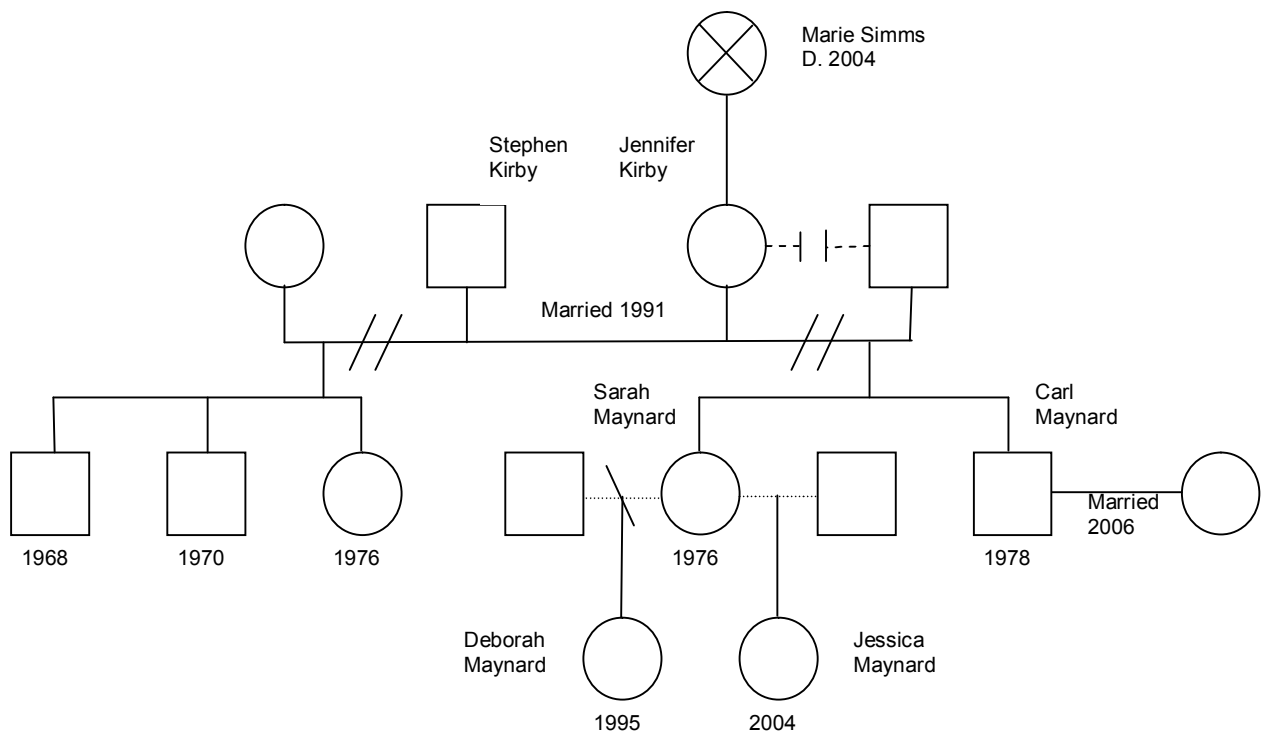 Marie Simms
D. 2004
Stephen
Kirby
Jennifer
Kirby
Married 1991
Sarah
Maynard
Carl
Maynard
Married
2006
1968
1970
1976
1976
1978
Deborah
Maynard
Jessica
Maynard
1995
2004